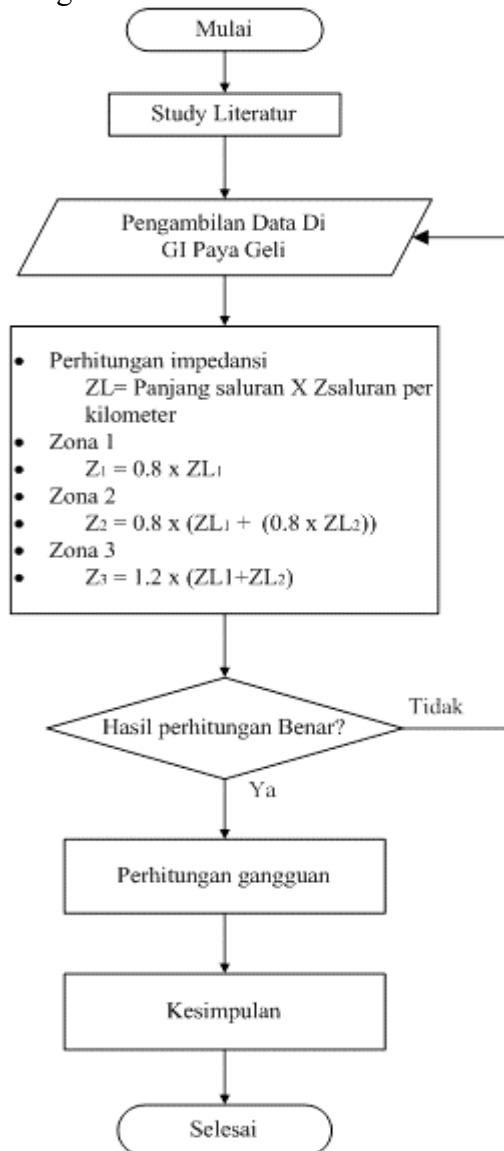 Mulai
Study Literatur
Pengambilan Data Di
GI Paya Geli
• Perhitungan impedansi
ZL= Panjang saluran X Zsaluran per
kilometer
• Zona 1
• Z₁ = 0.8 x ZL₁
• Zona 2
• Z₂ = 0.8 x (ZL₁ + (0.8 x ZL₂))
• Zona 3
• Z₃ = 1.2 x (ZL1+ZL₂)
Hasil perhitungan Benar?
Tidak
Ya
Perhitungan gangguan
Kesimpulan
Selesai